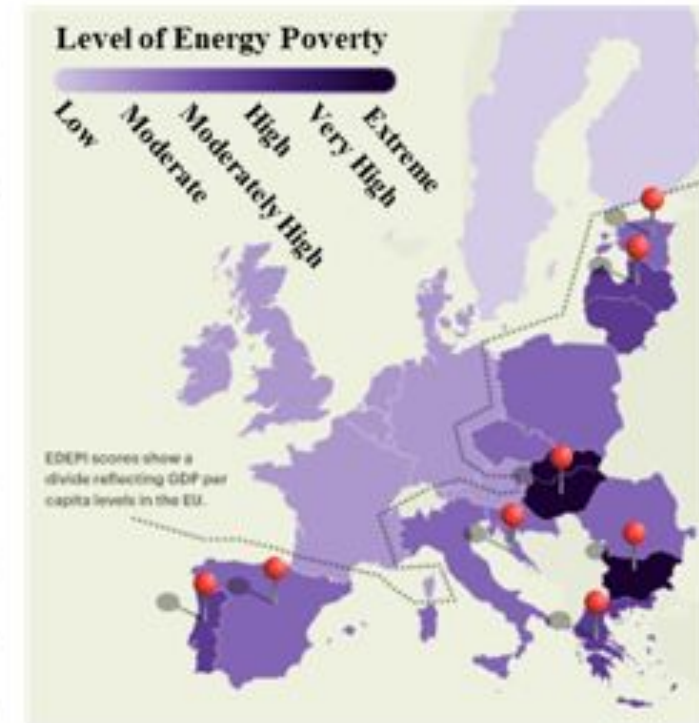 Level of Energy Poverty
Low
Moderate
Moderately High
High
Very High
Extreme
EDEPI scores show a
divide reflecting GDP per
capita levels in the EU.